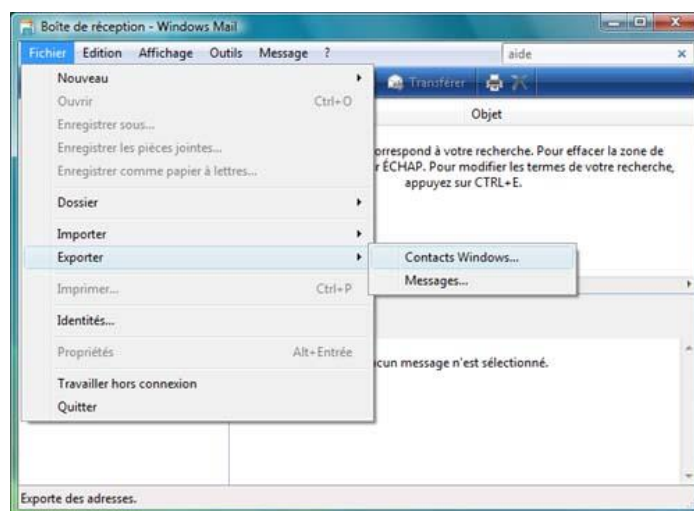 Boîte de réception - Windows Mail
Fichier Edition Affichage Outils Message ?
aide
Transférer
Nouveau
Ouvrir Ctrl+O
Enregistrer sous...
Enregistrer les pièces jointes...
Enregistrer comme papier à lettres...
Dossier
Importer
Exporter
Imprimer... Ctrl+P
Identités...
Propriétés Alt+Entrée
Travailler hors connexion
Quitter
Contacts Windows...
Messages...
Objet
orrespond à votre recherche. Pour effacer la zone de
r ÉCHAP. Pour modifier les termes de votre recherche,
appuyez sur CTRL+E.
cun message n'est sélectionné.
Exporte des adresses.